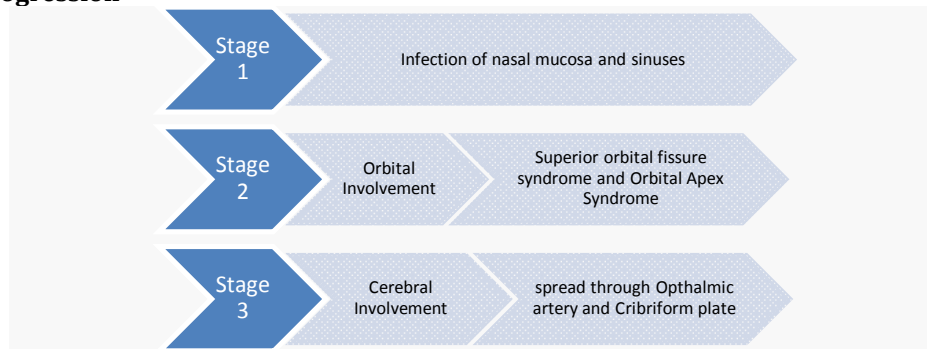 ogression
Stage
1
Infection of nasal mucosa and sinuses
Stage
2
Orbital
Involvement
Superior orbital fissure
syndrome and Orbital Apex
Syndrome
Stage
3
Cerebral
Involvement
spread through Opthalmic
artery and Cribriform plate